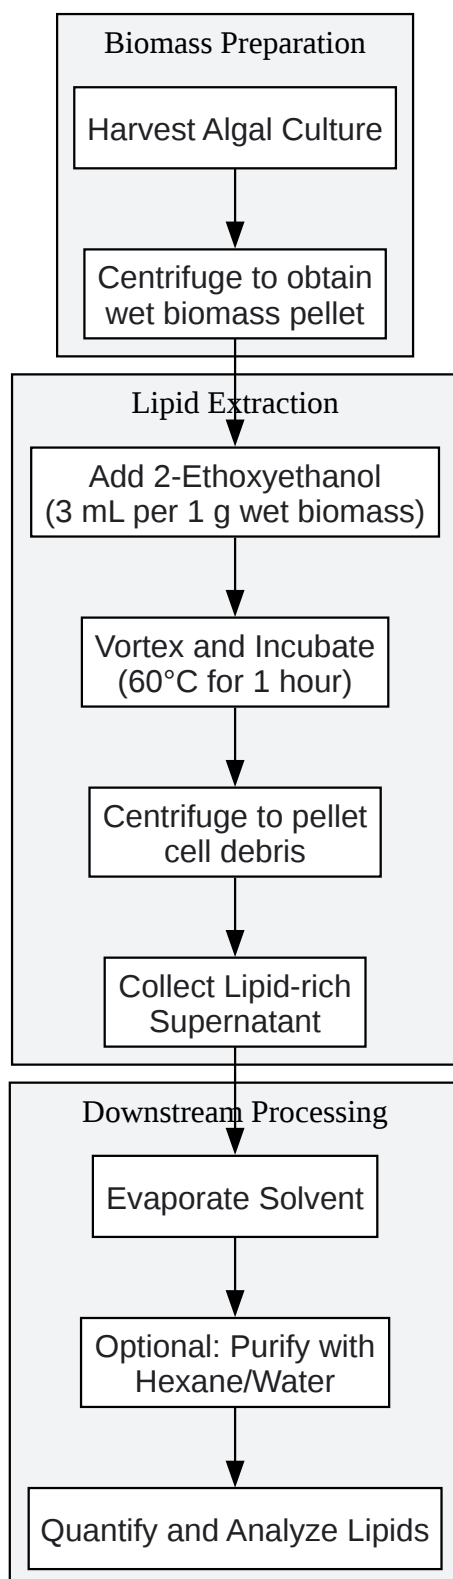 Biomass Preparation
Harvest Algal Culture
Centrifuge to obtain
wet biomass pellet
Lipid Extraction
Add 2-Ethoxyethanol
(3 mL per 1 g wet biomass)
Vortex and Incubate
(60°C for 1 hour)
Centrifuge to pellet
cell debris
Collect Lipid-rich
Supernatant
Downstream Processing
Evaporate Solvent
Optional: Purify with
Hexane/Water
Quantify and Analyze Lipids